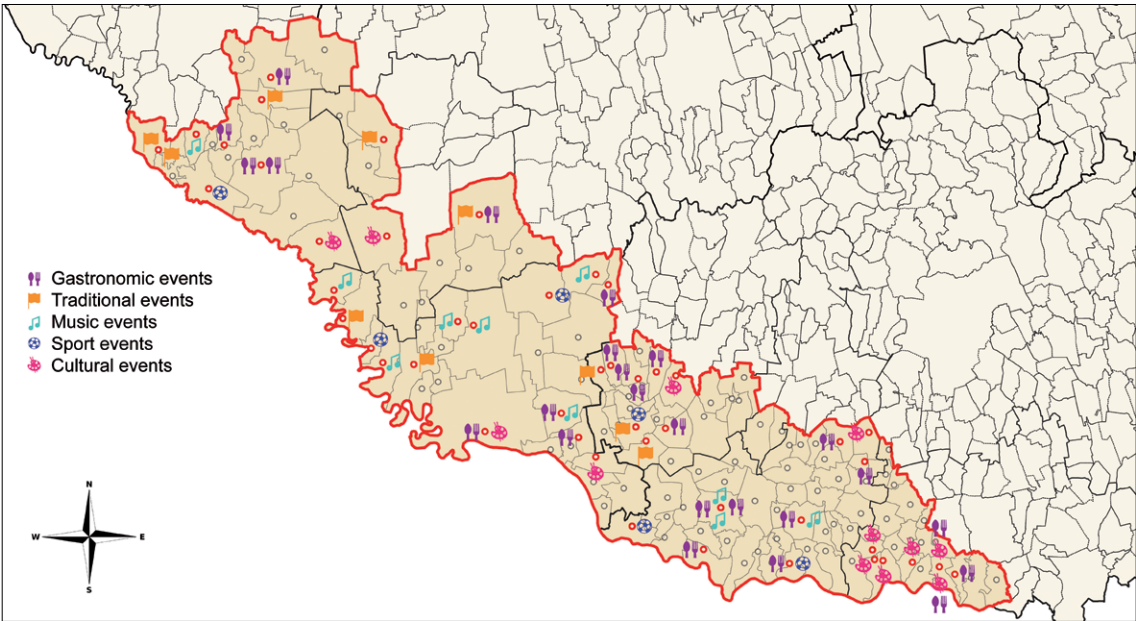 Gastronomic events
Traditional events
Music events
Sport events
Cultural events
N
W E
S